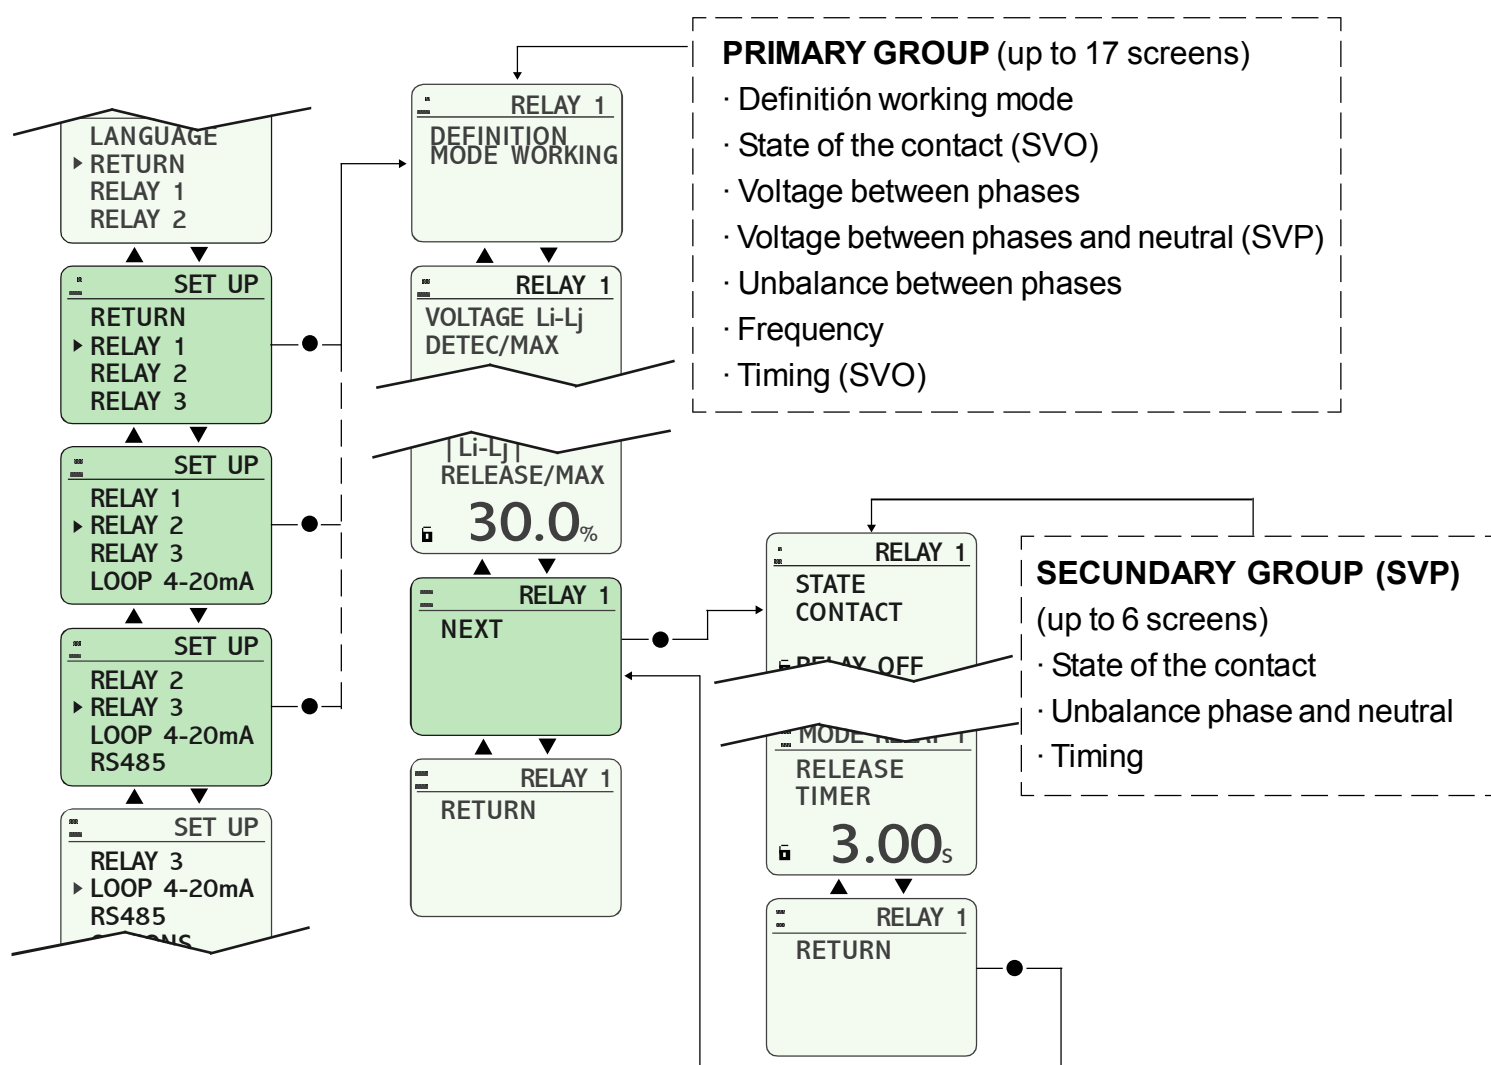 LANGUAGE
RETURN
RELAY 1
RELAY 2
SET UP
RETURN
RELAY 1
RELAY 2
RELAY 3
SET UP
RELAY 1
RELAY 2
RELAY 3
LOOP 4-20mA
SET UP
RELAY 2
RELAY 3
LOOP 4-20mA
RS485
SET UP
RELAY 3
LOOP 4-20mA
RS485
RELAY 1
DEFINITION
MODE WORKING
RELAY 1
VOLTAGE Li-Lj
DETEC/MAX
|Li-Lj|
RELEASE/MAX
30.0%
RELAY 1
NEXT
RELAY 1
RETURN
PRIMARY GROUP (up to 17 screens)
· Definitión working mode
· State of the contact (SVO)
· Voltage between phases
· Voltage between phases and neutral (SVP)
· Unbalance between phases
· Frequency
· Timing (SVO)
RELAY 1
STATE
CONTACT
RELAY OFF
MODE RELAY 1
RELEASE
TIMER
3.00s
RELAY 1
RETURN
SECUNDARY GROUP (SVP)
(up to 6 screens)
· State of the contact
· Unbalance phase and neutral
· Timing